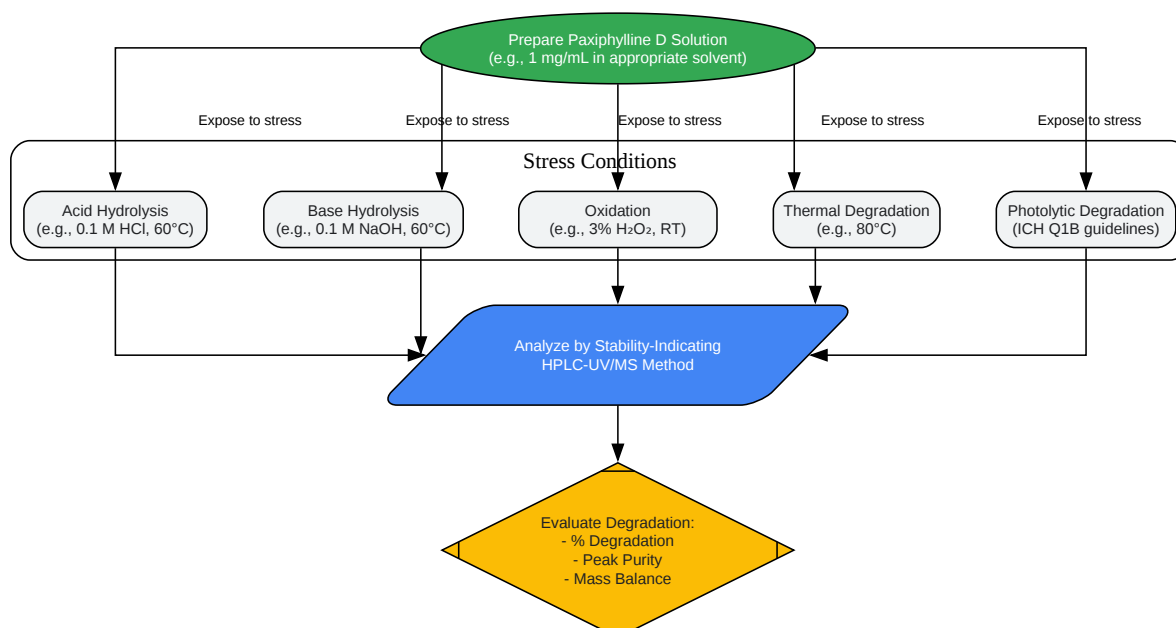 Prepare Paxiphylline D Solution
(e.g., 1 mg/mL in appropriate solvent)
Expose to stress
Expose to stress
Expose to stress
Expose to stress
Expose to stress
Stress Conditions
Acid Hydrolysis
(e.g., 0.1 M HCl, 60°C)
Base Hydrolysis
(e.g., 0.1 M NaOH, 60°C)
Oxidation
(e.g., 3% H₂O₂, RT)
Thermal Degradation
(e.g., 80°C)
Photolytic Degradation
(ICH Q1B guidelines)
Analyze by Stability-Indicating
HPLC-UV/MS Method
Evaluate Degradation:
- % Degradation
- Peak Purity
- Mass Balance